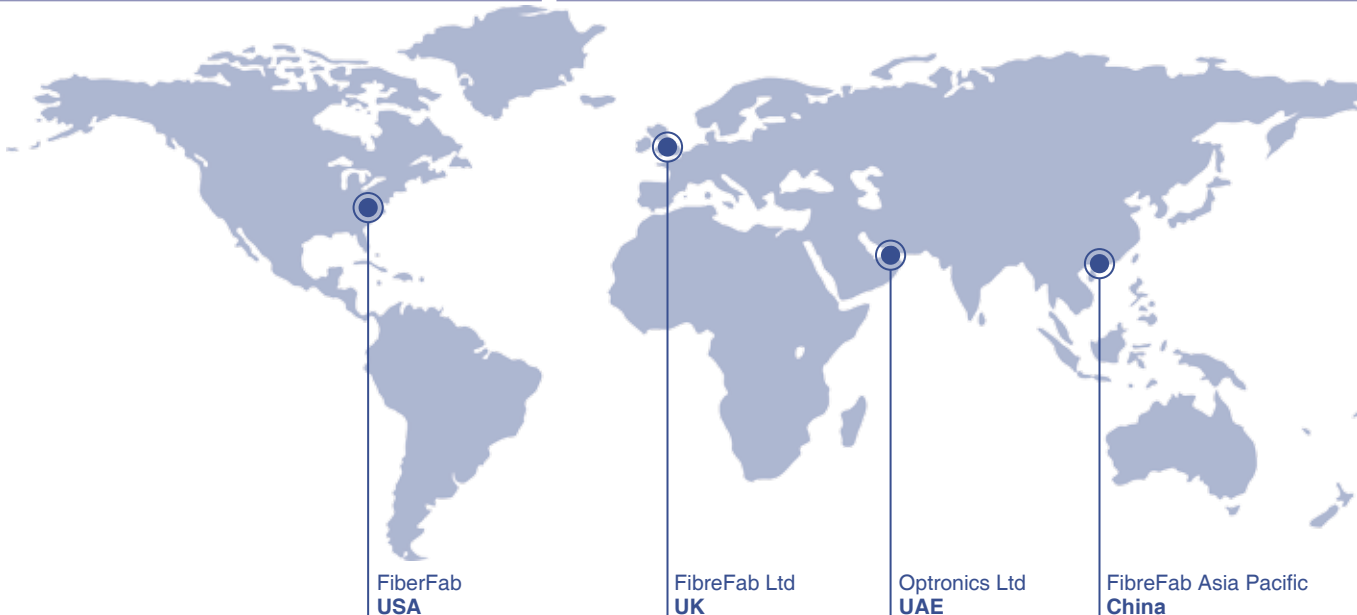 FiberFab
USA
FibreFab Ltd
UK
Optronics Ltd
UAE
FibreFab Asia Pacific
China